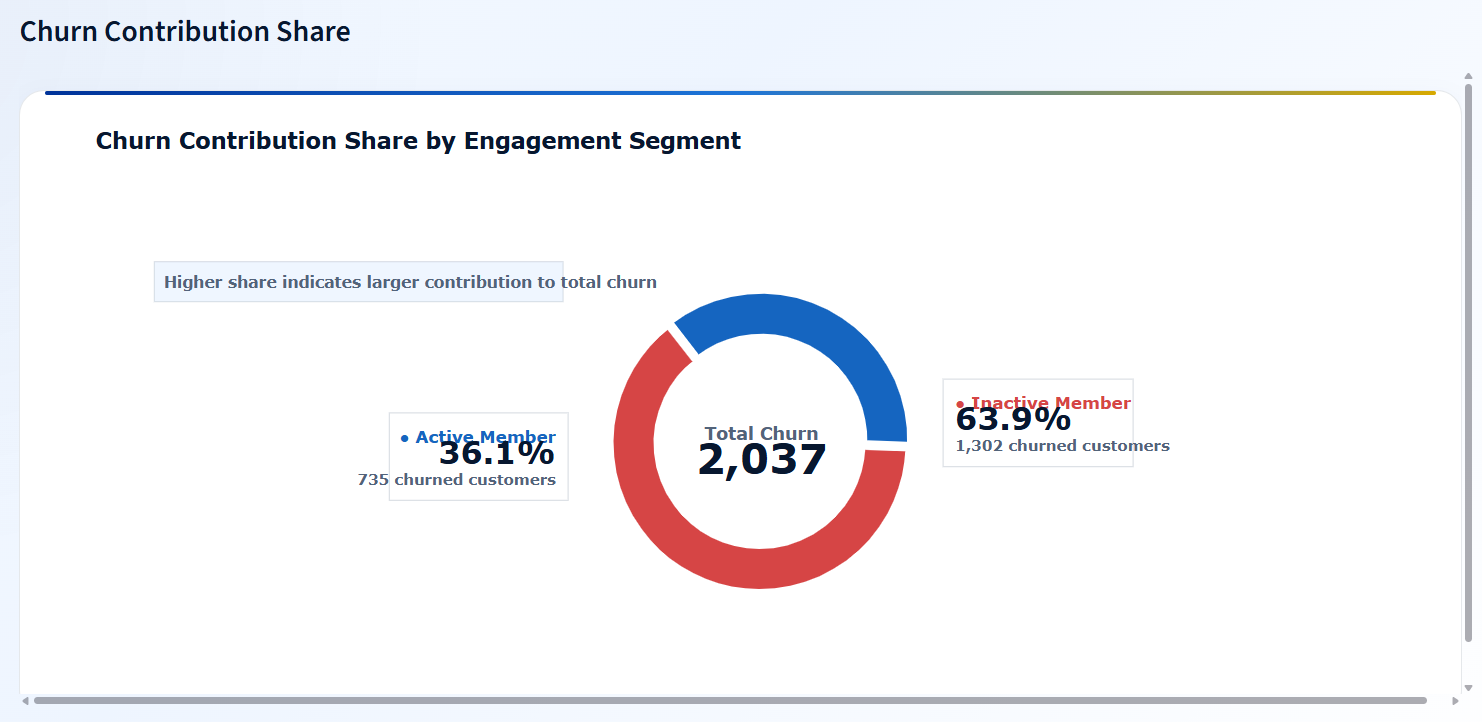 Churn Contribution Share
Churn Contribution Share by Engagement Segment
Higher share indicates larger contribution to total churn
• Active Member
36.1%
735 churned customers
Total Churn
2,037
• Inactive Member
63.9%
1,302 churned customers